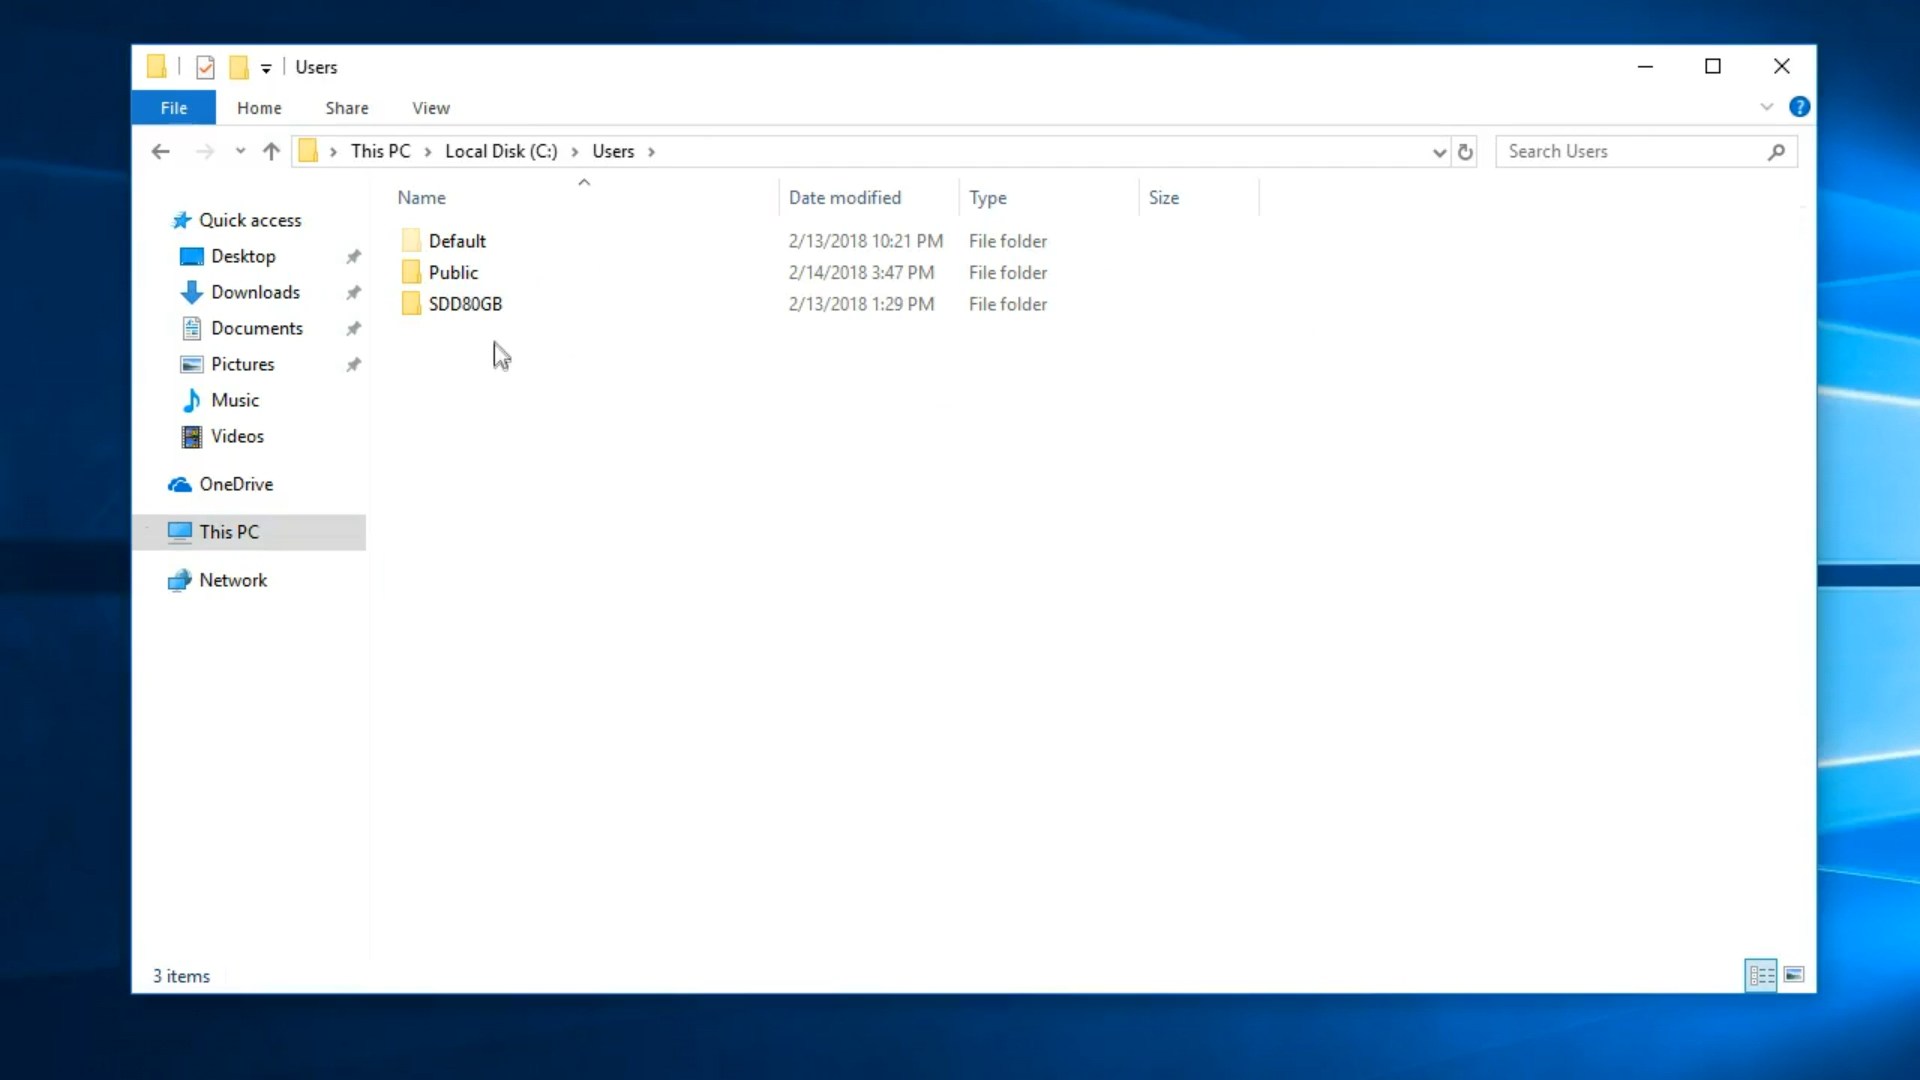 Users
File Home Share View
This PC Local Disk (C:) Users
Search Users
Name Date modified Type Size
Quick access
Desktop
Downloads
Documents
Pictures
Music
Videos
OneDrive
This PC
Network
Default 2/13/2018 10:21 PM File folder
Public 2/14/2018 3:47 PM File folder
SDD80GB 2/13/2018 1:29 PM File folder
3 items